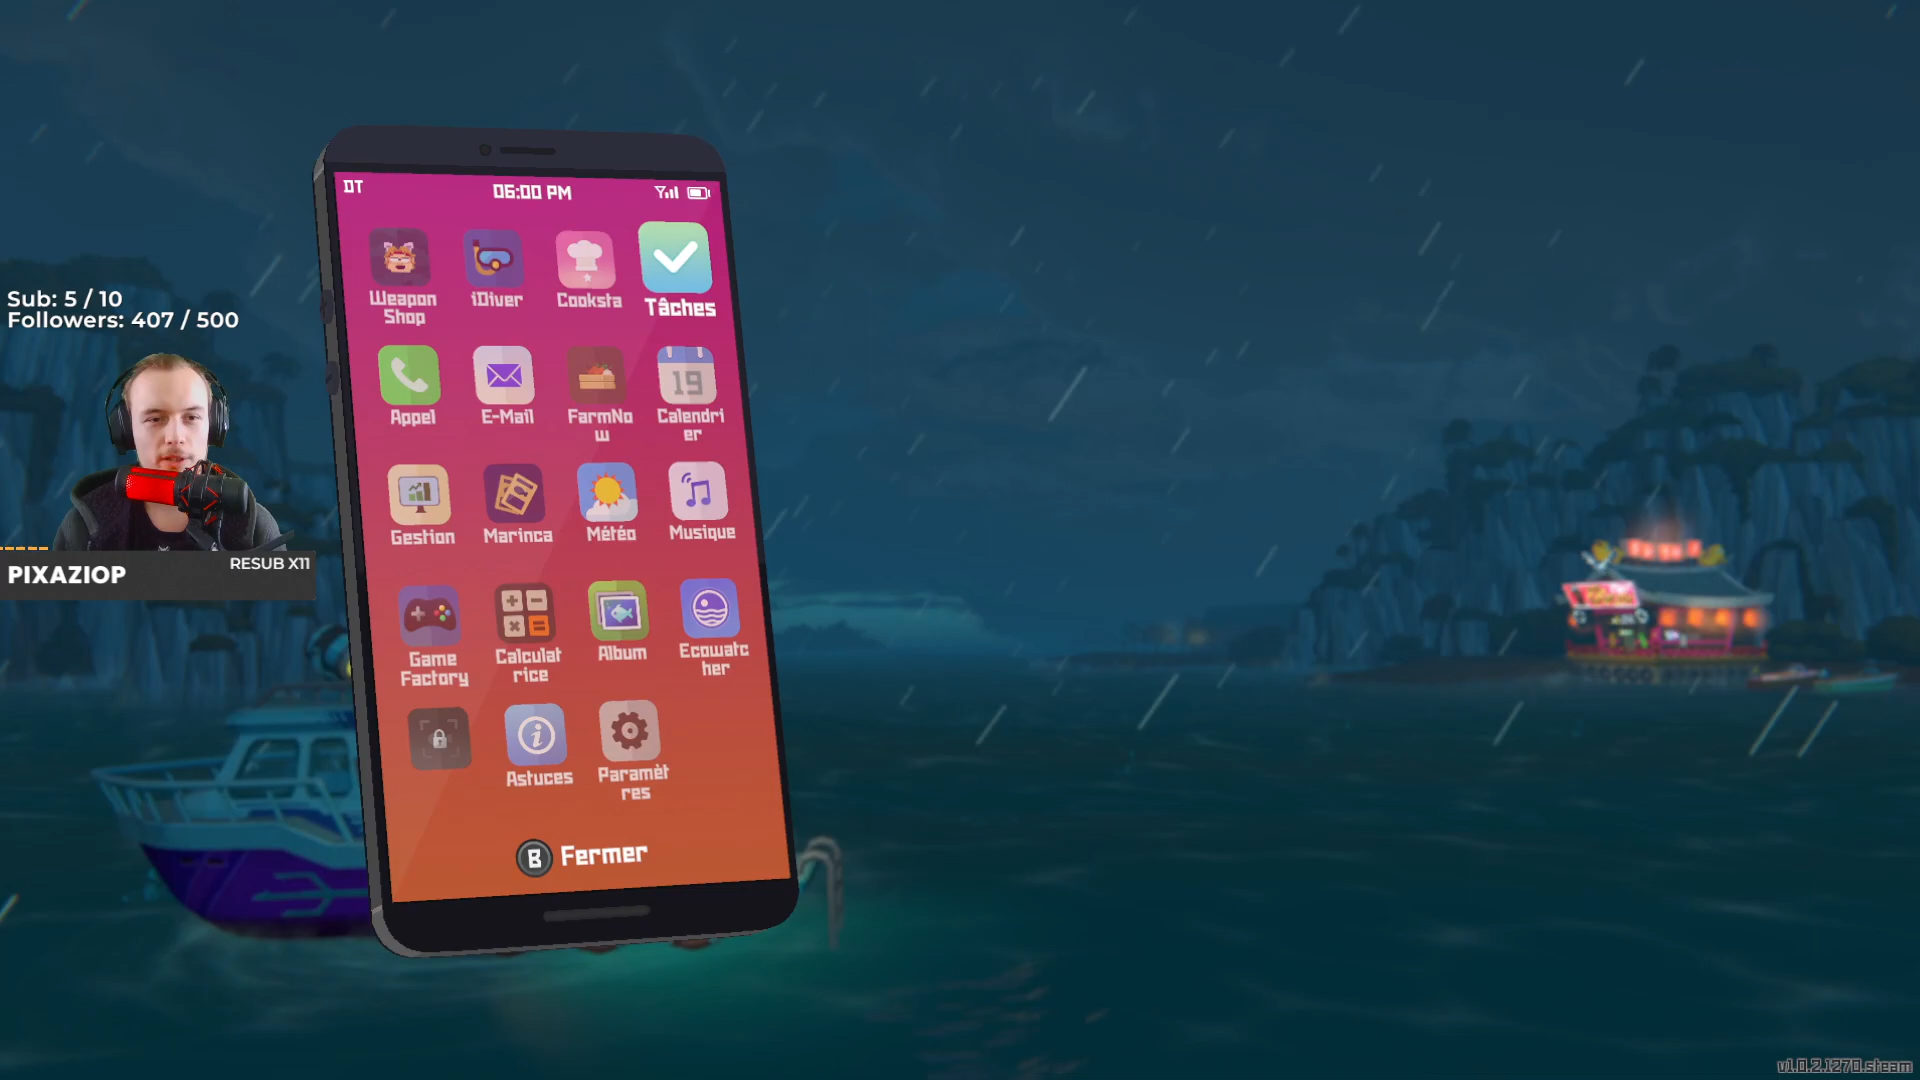 DT
06:00 PM
Weapon
Shop
iDiver
Cooksta
Tâches
Appel
E-Mail
FarmNo
w
19
Calendri
er
Gestion
Marinca
Météo
Musique
Game
Factory
Calculat
rice
Album
Ecowatc
her
Astuces
Paramèt
res
B Fermer
Sub: 5 / 10
Followers: 407 / 500
PIXAZIOP
RESUB X11
v1.0.2.1270.steam